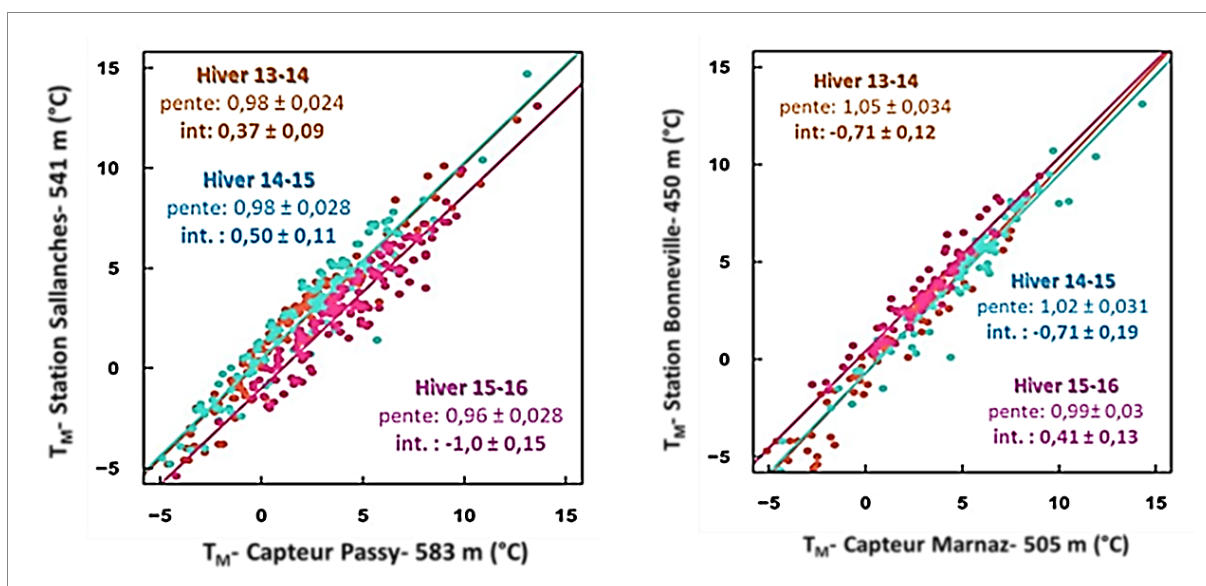 Hiver 13-14
pente: 0,98 ± 0,024
int: 0,37 ± 0,09
Hiver 14-15
pente: 0,98 ± 0,028
int. : 0,50 ± 0,11
Hiver 15-16
pente: 0,96 ± 0,028
int. : -1,0 ± 0,15
15
10
5
0
−5
−5 0 5 10 15
TM- Station Sallanches- 541 m (°C)
TM- Capteur Passy- 583 m (°C)
Hiver 13-14
pente: 1,05 ± 0,034
int: -0,71 ± 0,12
Hiver 14-15
pente: 1,02 ± 0,031
int. : -0,71 ± 0,19
Hiver 15-16
pente: 0,99± 0,03
int. : 0,41 ± 0,13
15
10
5
0
−5
−5 0 5 10 15
TM- Station Bonneville- 450 m (°C)
TM- Capteur Marnaz- 505 m (°C)